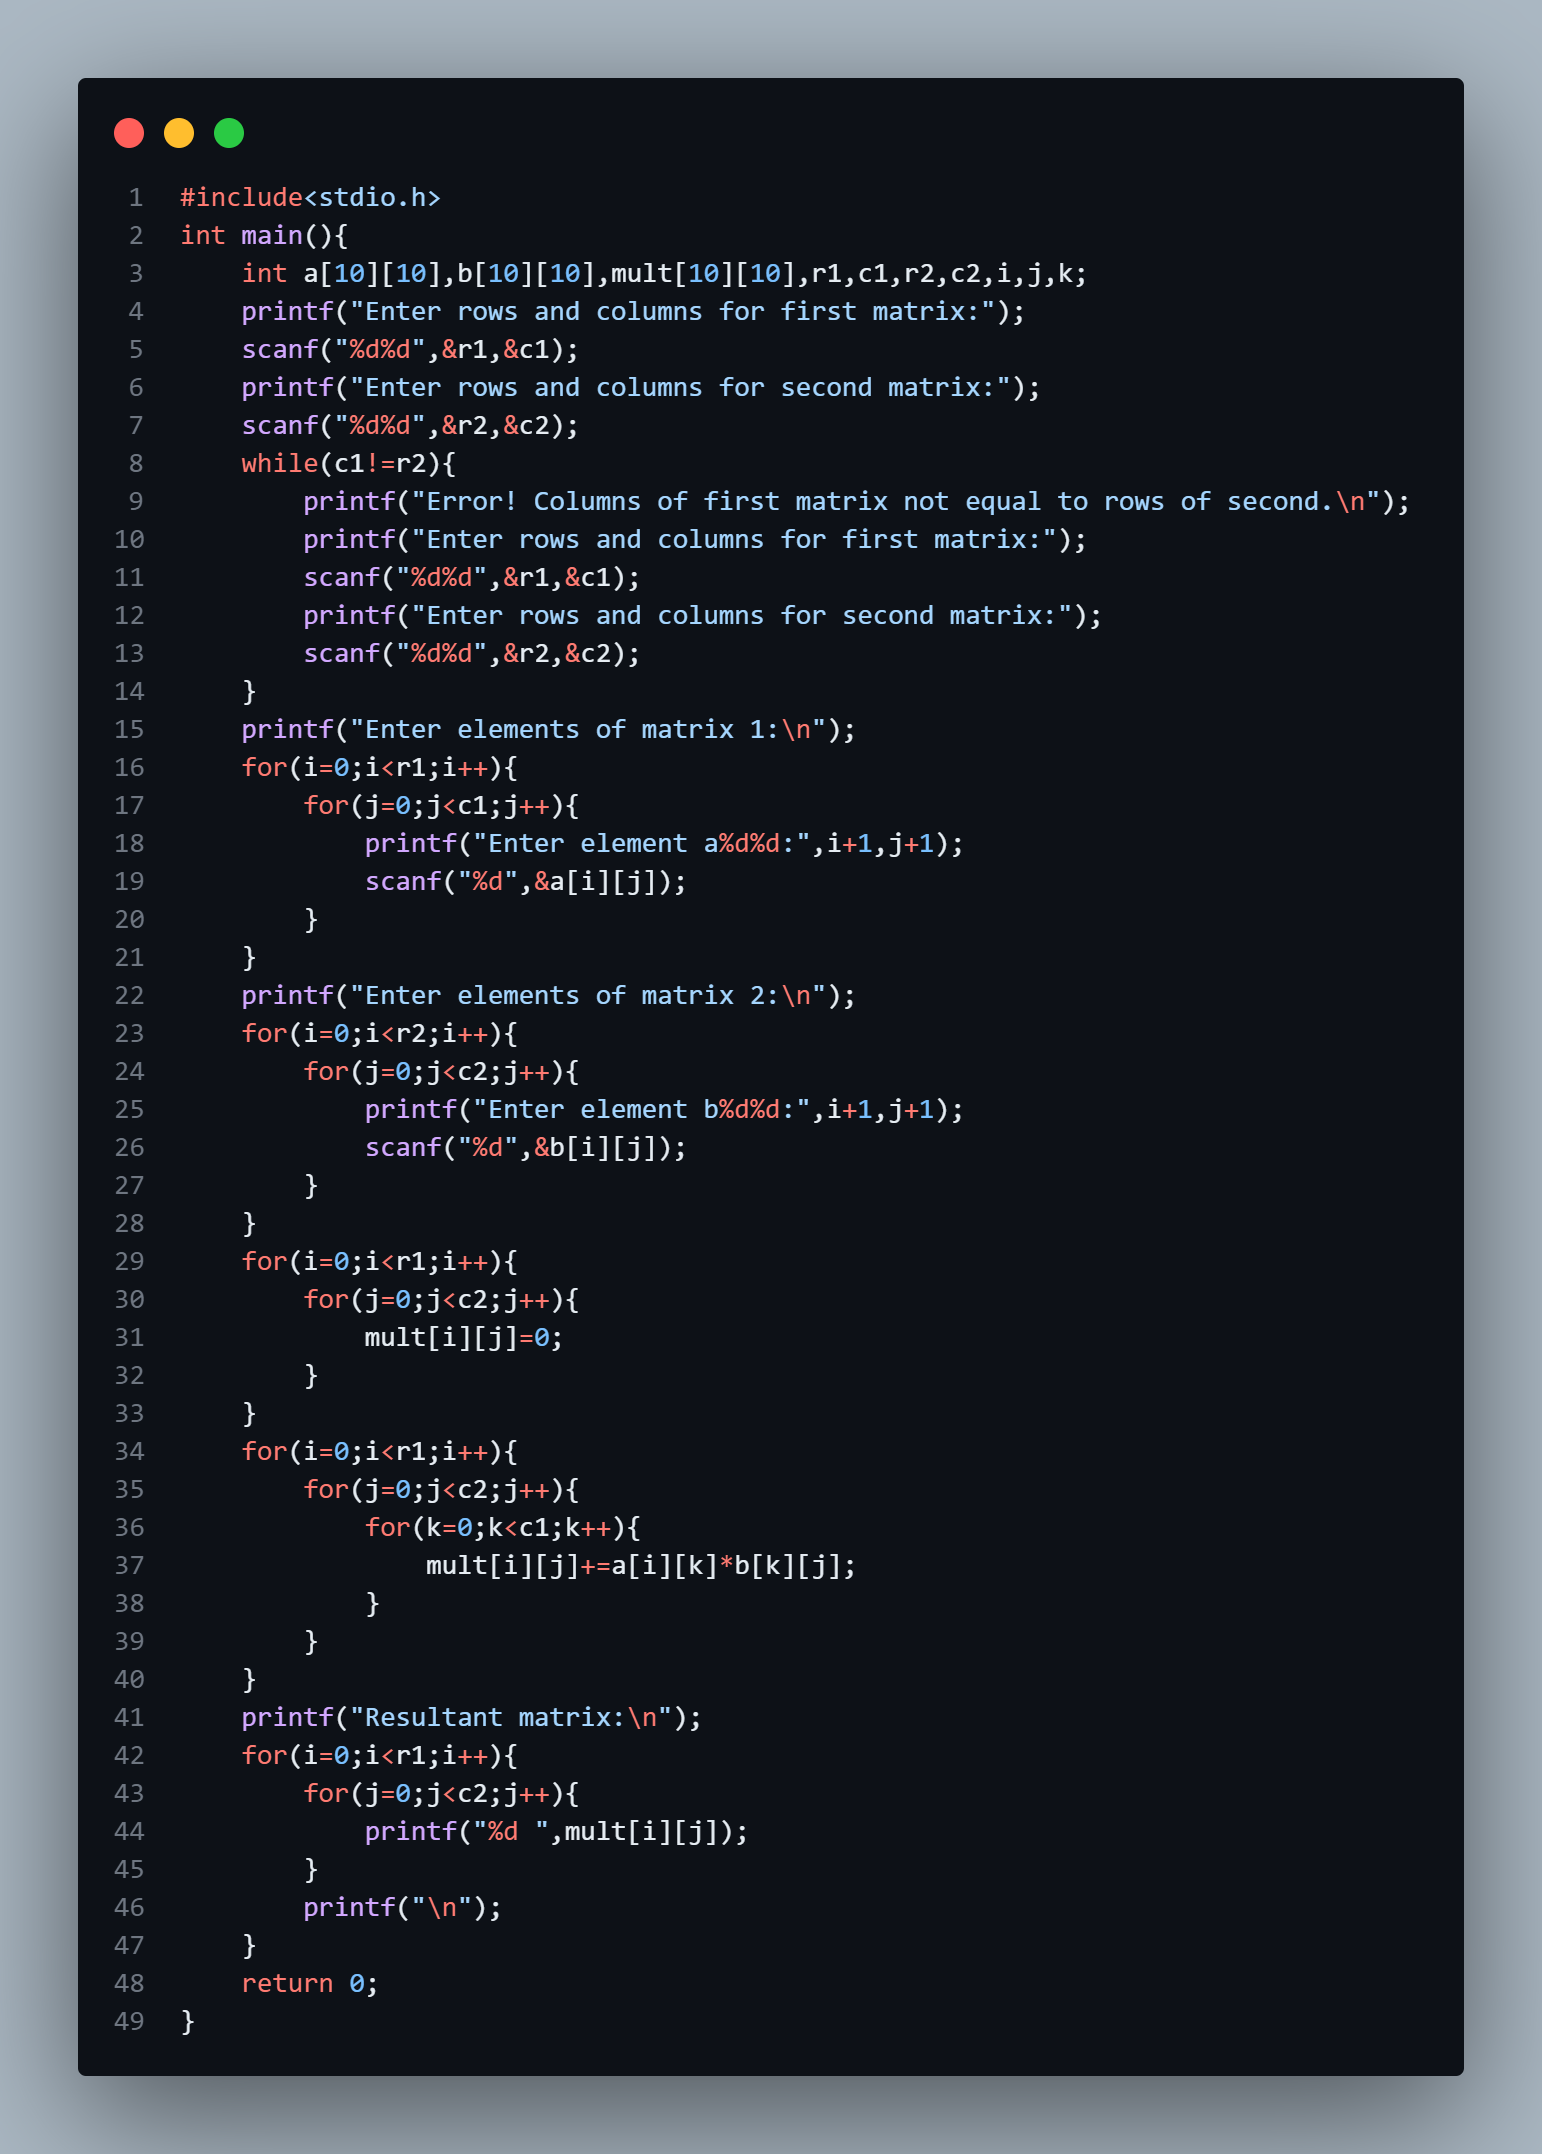 1 #include<stdio.h>
2 int main(){
3     int a[10][10],b[10][10],mult[10][10],r1,c1,r2,c2,i,j,k;
4     printf("Enter rows and columns for first matrix:");
5     scanf("%d%d",&r1,&c1);
6     printf("Enter rows and columns for second matrix:");
7     scanf("%d%d",&r2,&c2);
8     while(c1!=r2){
9         printf("Error! Columns of first matrix not equal to rows of second.\n");
10         printf("Enter rows and columns for first matrix:");
11         scanf("%d%d",&r1,&c1);
12         printf("Enter rows and columns for second matrix:");
13         scanf("%d%d",&r2,&c2);
14     }
15     printf("Enter elements of matrix 1:\n");
16     for(i=0;i<r1;i++){
17         for(j=0;j<c1;j++){
18             printf("Enter element a%d%d:",i+1,j+1);
19             scanf("%d",&a[i][j]);
20         }
21     }
22     printf("Enter elements of matrix 2:\n");
23     for(i=0;i<r2;i++){
24         for(j=0;j<c2;j++){
25             printf("Enter element b%d%d:",i+1,j+1);
26             scanf("%d",&b[i][j]);
27         }
28     }
29     for(i=0;i<r1;i++){
30         for(j=0;j<c2;j++){
31             mult[i][j]=0;
32         }
33     }
34     for(i=0;i<r1;i++){
35         for(j=0;j<c2;j++){
36             for(k=0;k<c1;k++){
37                 mult[i][j]+=a[i][k]*b[k][j];
38             }
39         }
40     }
41     printf("Resultant matrix:\n");
42     for(i=0;i<r1;i++){
43         for(j=0;j<c2;j++){
44             printf("%d ",mult[i][j]);
45         }
46         printf("\n");
47     }
48     return 0;
49 }